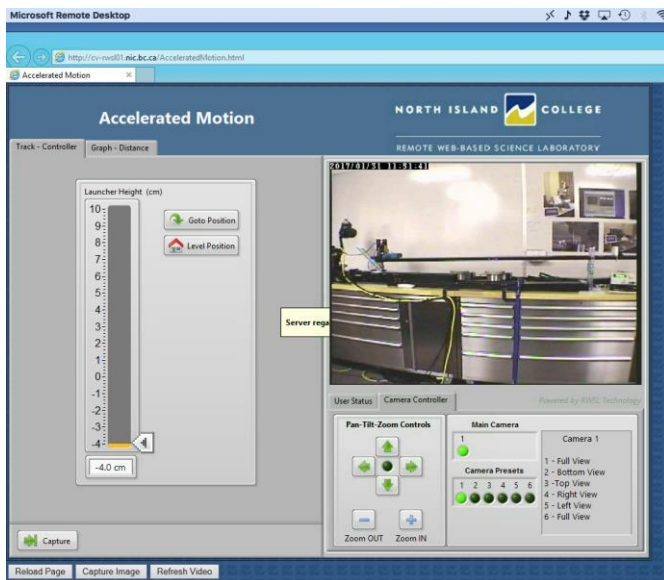 Microsoft Remote Desktop
http://cv-rwsl01.nic.bc.ca/AcceleratedMotion.html
Accelerated Motion
Accelerated Motion
NORTH ISLAND COLLEGE
REMOTE WEB-BASED SCIENCE LABORATORY
Track - Controller
Graph - Distance
2017/01/31 11:51:41
Launcher Height (cm)
10
9
8
7
6
5
4
3
2
1
0
-1
-2
-3
-4
-4.0 cm
Goto Position
Level Position
Server rega
User Status
Camera Controller
Powered by RWSL Technology
Pan-Tilt-Zoom Controls
Zoom OUT
Zoom IN
Main Camera
1
Camera Presets
1 2 3 4 5 6
Camera 1
1 - Full View
2 - Bottom View
3 -Top View
4 - Right View
5 - Left View
6 - Full View
Capture
Reload Page
Capture Image
Refresh Video